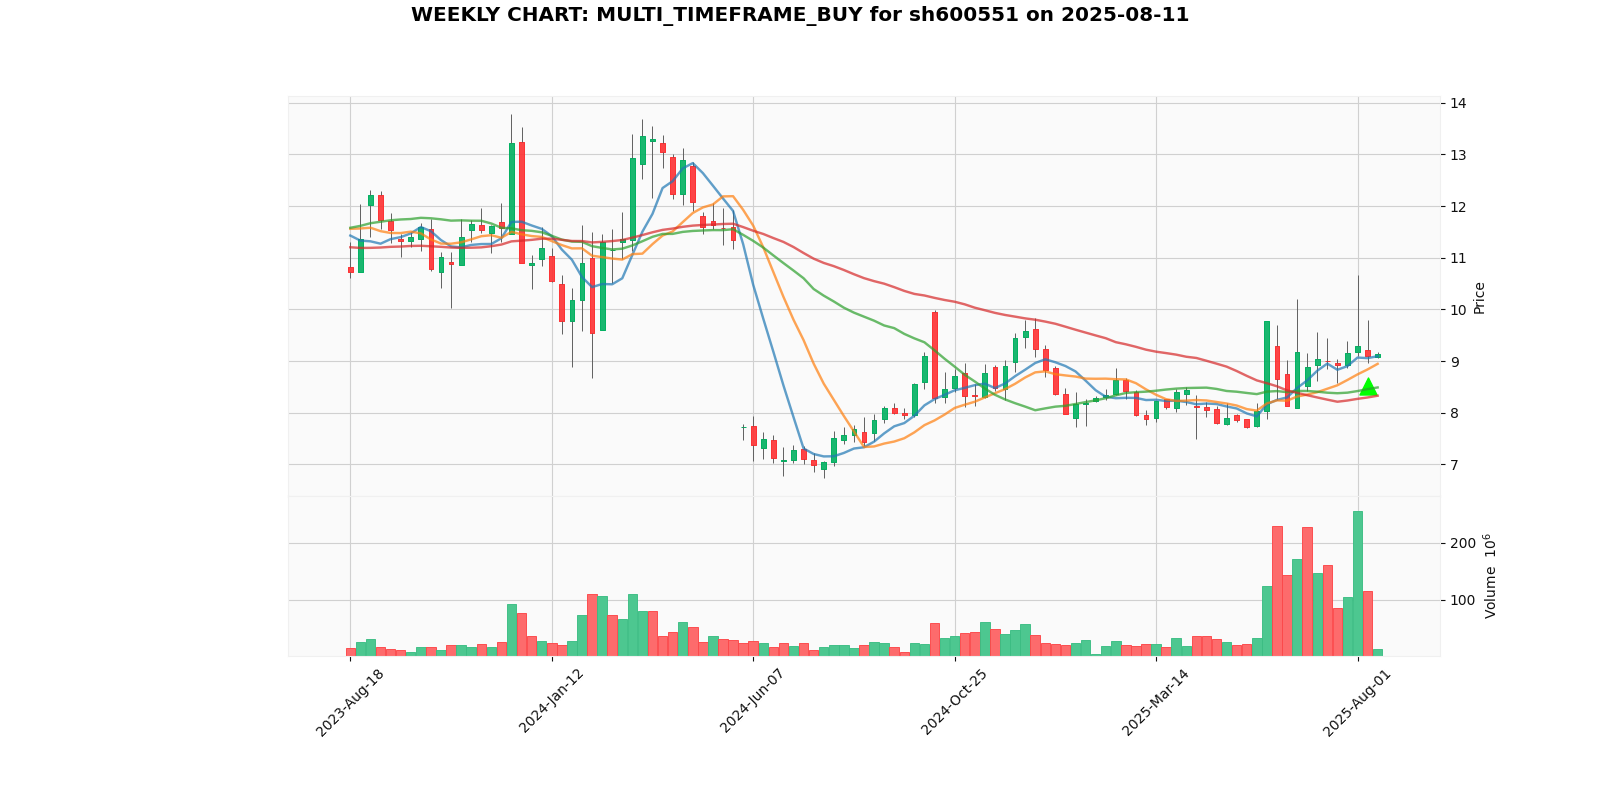 WEEKLY CHART: MULTI_TIMEFRAME_BUY for sh600551 on 2025-08-11
14
13
12
11
10
9
8
7
Price
200
100
Volume 10^6
2023-Aug-18
2024-Jan-12
2024-Jun-07
2024-Oct-25
2025-Mar-14
2025-Aug-01